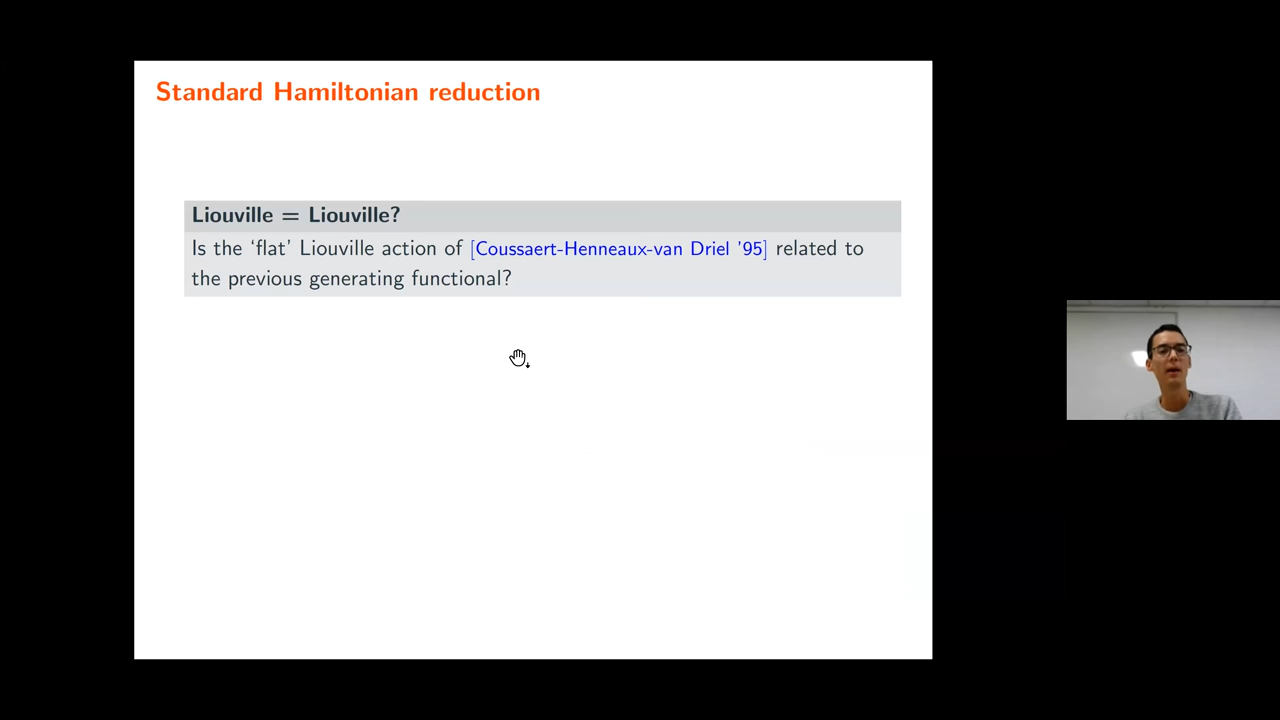 Standard Hamiltonian reduction
Liouville = Liouville?
Is the ‘flat’ Liouville action of [Coussaert-Henneaux-van Driel ’95] related to
the previous generating functional?